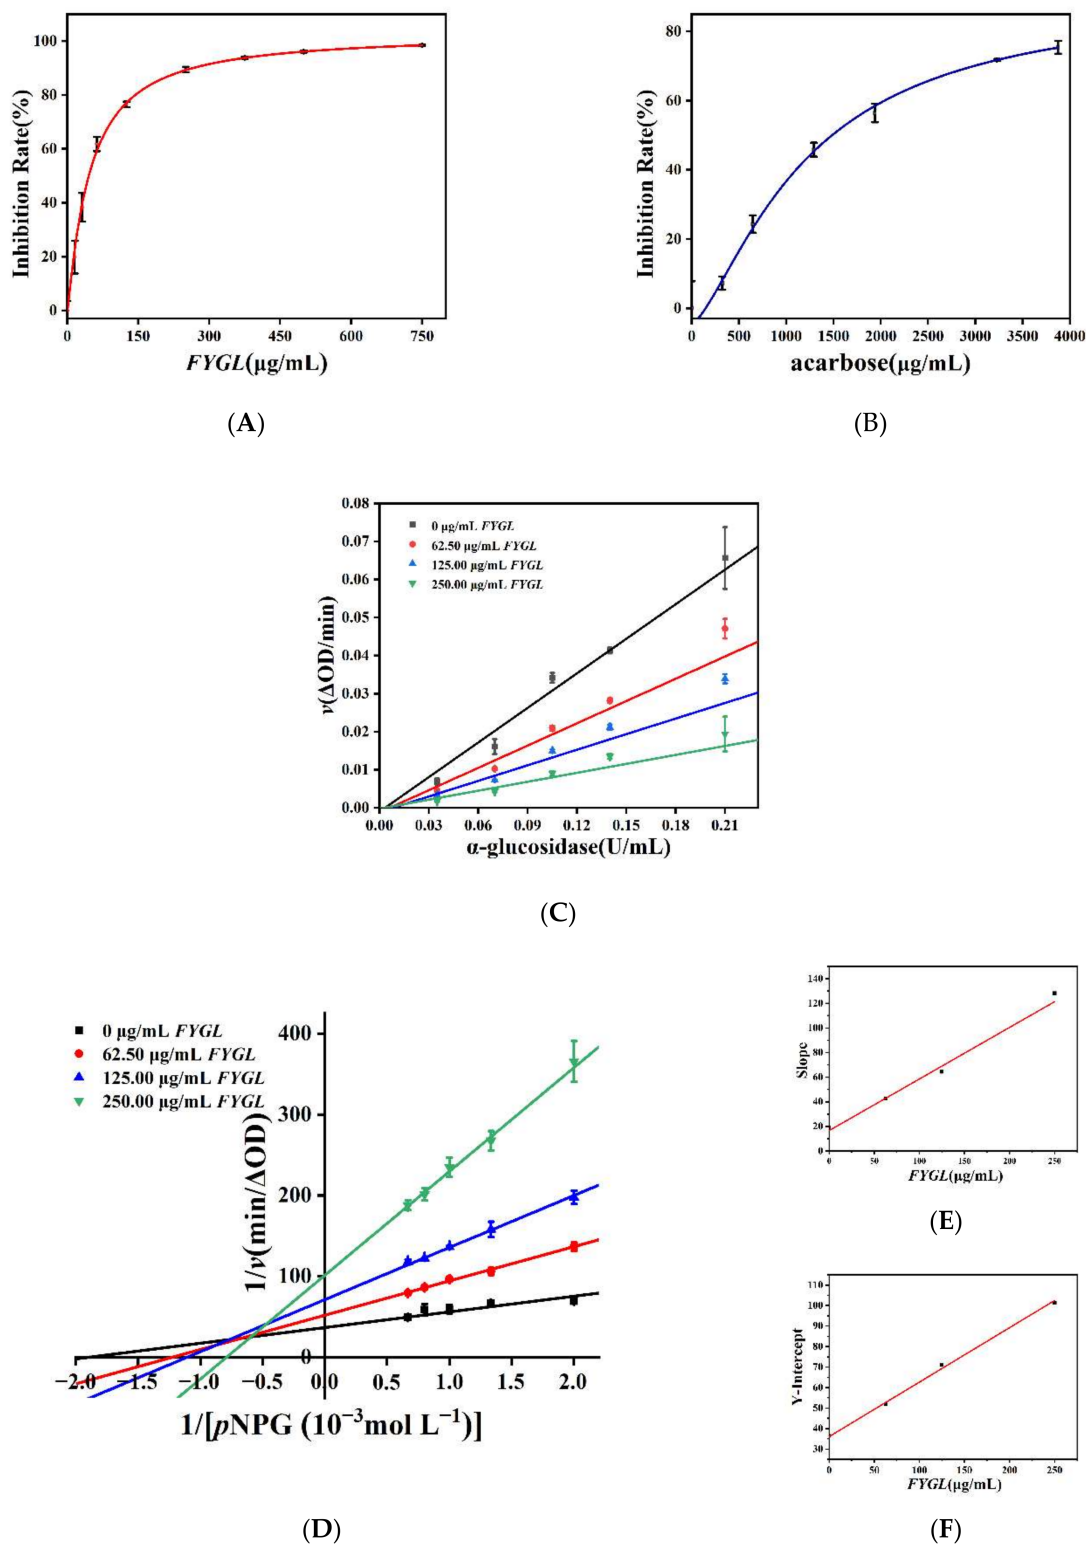 100
80
60
40
20
0
Inhibition Rate(%)
0 150 300 450 600 750
FYGL(μg/mL)
(A)
80
60
40
20
0
Inhibition Rate(%)
0 500 1000 1500 2000 2500 3000 3500 4000
acarbose(μg/mL)
(B)
0.08
0.07
0.06
0.05
0.04
0.03
0.02
0.01
0.00
v(ΔOD/min)
0 μg/mL FYGL
62.50 μg/mL FYGL
125.00 μg/mL FYGL
250.00 μg/mL FYGL
0.00 0.03 0.06 0.09 0.12 0.15 0.18 0.21
α-glucosidase(U/mL)
(C)
0 μg/mL FYGL
62.50 μg/mL FYGL
125.00 μg/mL FYGL
250.00 μg/mL FYGL
400
300
200
100
0
1/v(min/ΔOD)
−2.0 −1.5 −1.0 −0.5 0.0 0.5 1.0 1.5 2.0
1/[pNPG (10⁻³mol L⁻¹)]
(D)
140
120
100
80
60
40
20
0
Slope
0 50 100 150 200 250
FYGL(μg/mL)
(E)
110
100
90
80
70
60
50
40
30
Y-Intercept
0 50 100 150 200 250
FYGL(μg/mL)
(F)